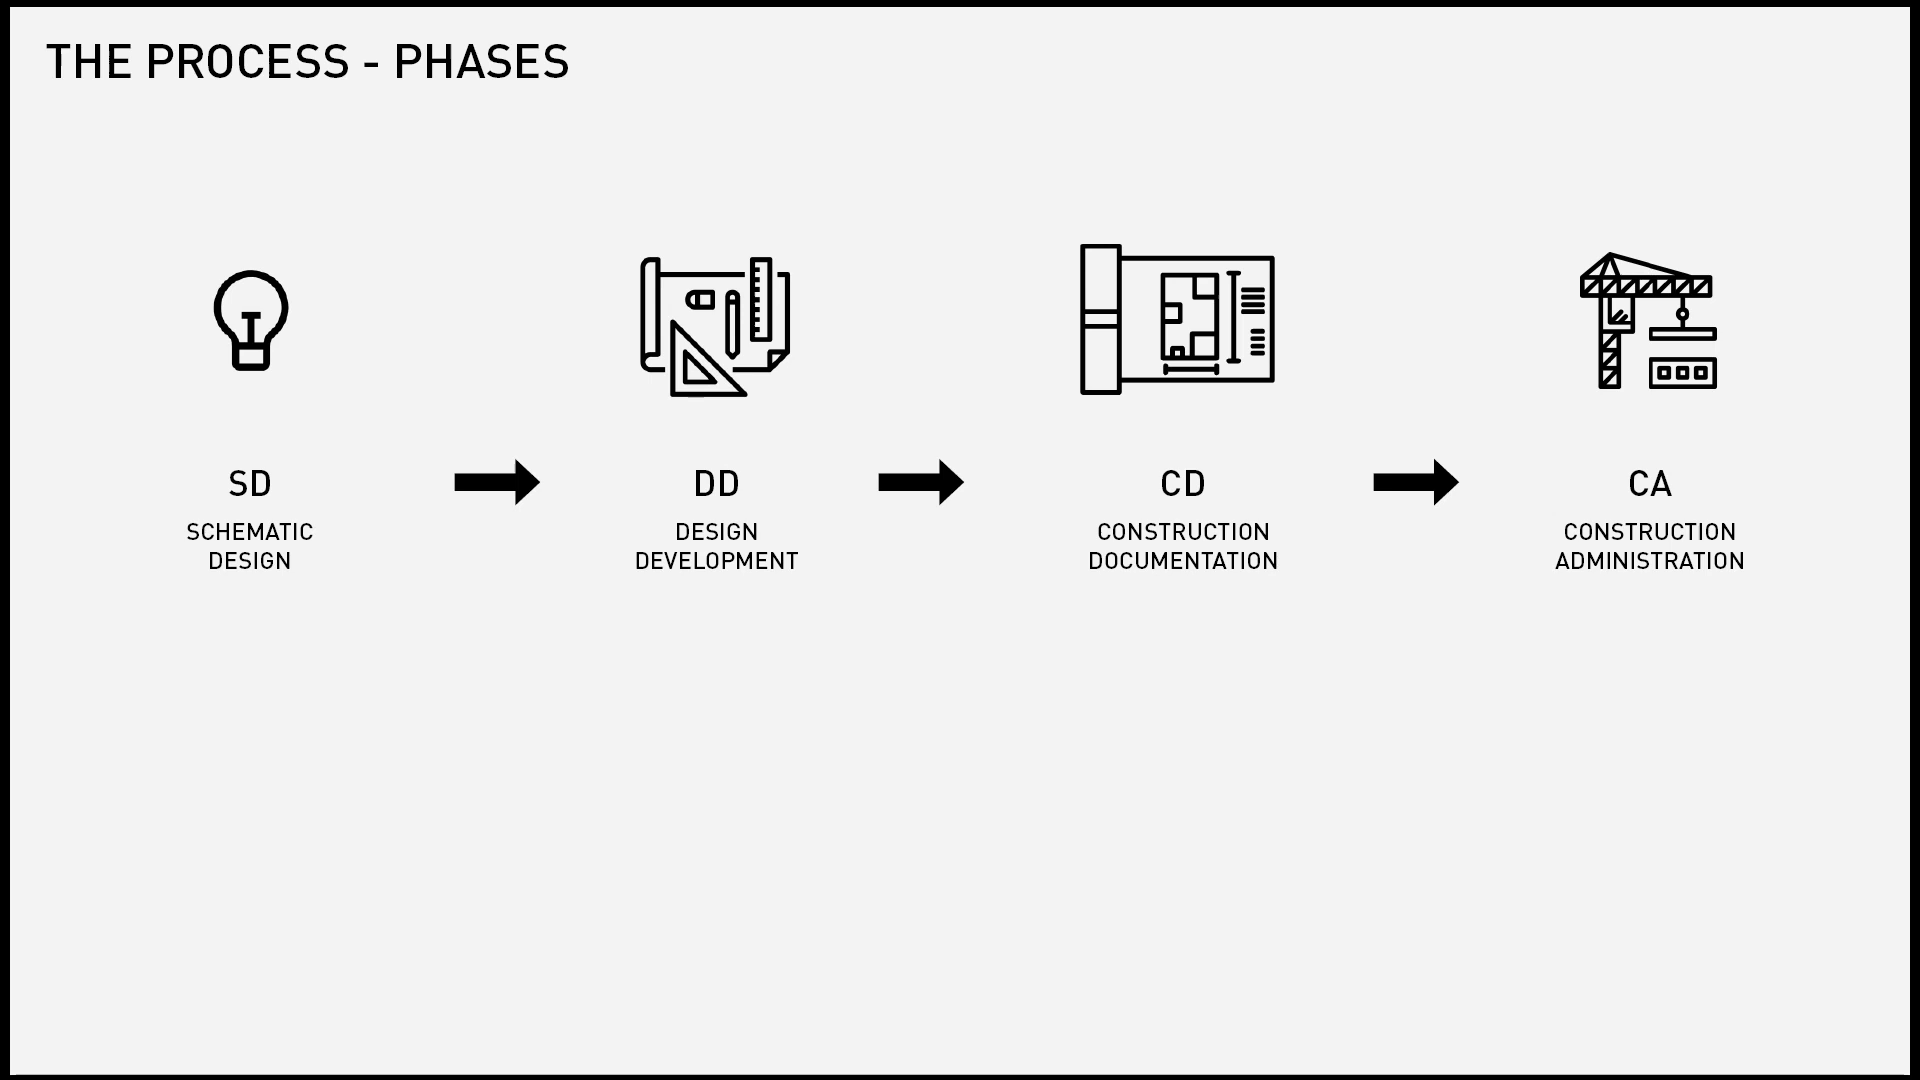 THE PROCESS - PHASES
SD
SCHEMATIC
DESIGN
DD
DESIGN
DEVELOPMENT
CD
CONSTRUCTION
DOCUMENTATION
CA
CONSTRUCTION
ADMINISTRATION